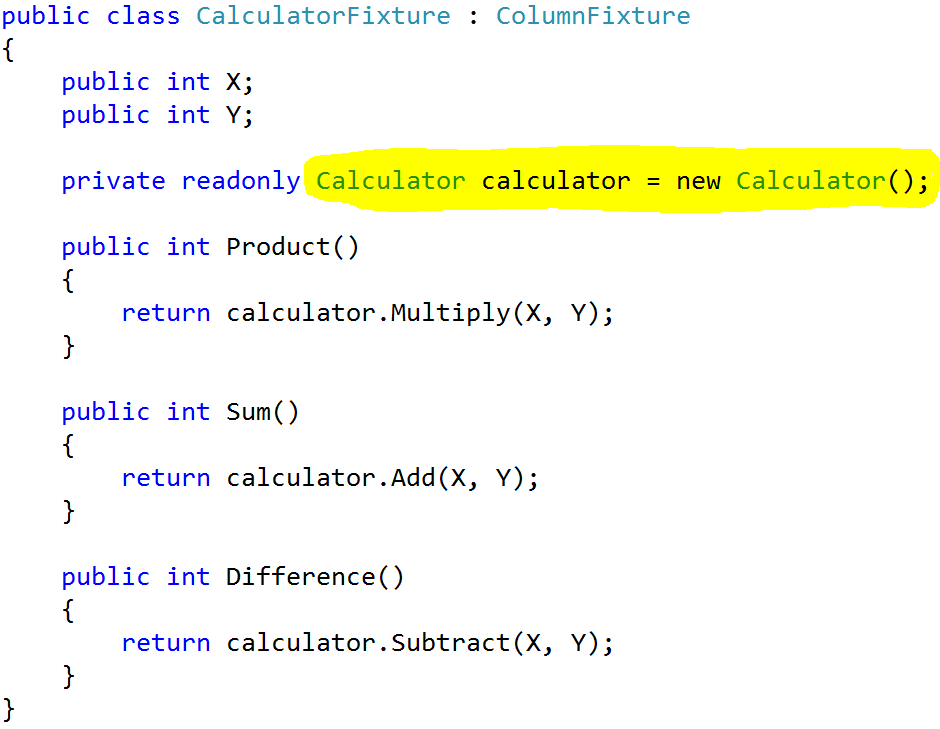 public class CalculatorFixture : ColumnFixture
{
    public int X;
    public int Y;

    private readonly Calculator calculator = new Calculator();

    public int Product()
    {
        return calculator.Multiply(X, Y);
    }

    public int Sum()
    {
        return calculator.Add(X, Y);
    }

    public int Difference()
    {
        return calculator.Subtract(X, Y);
    }
}